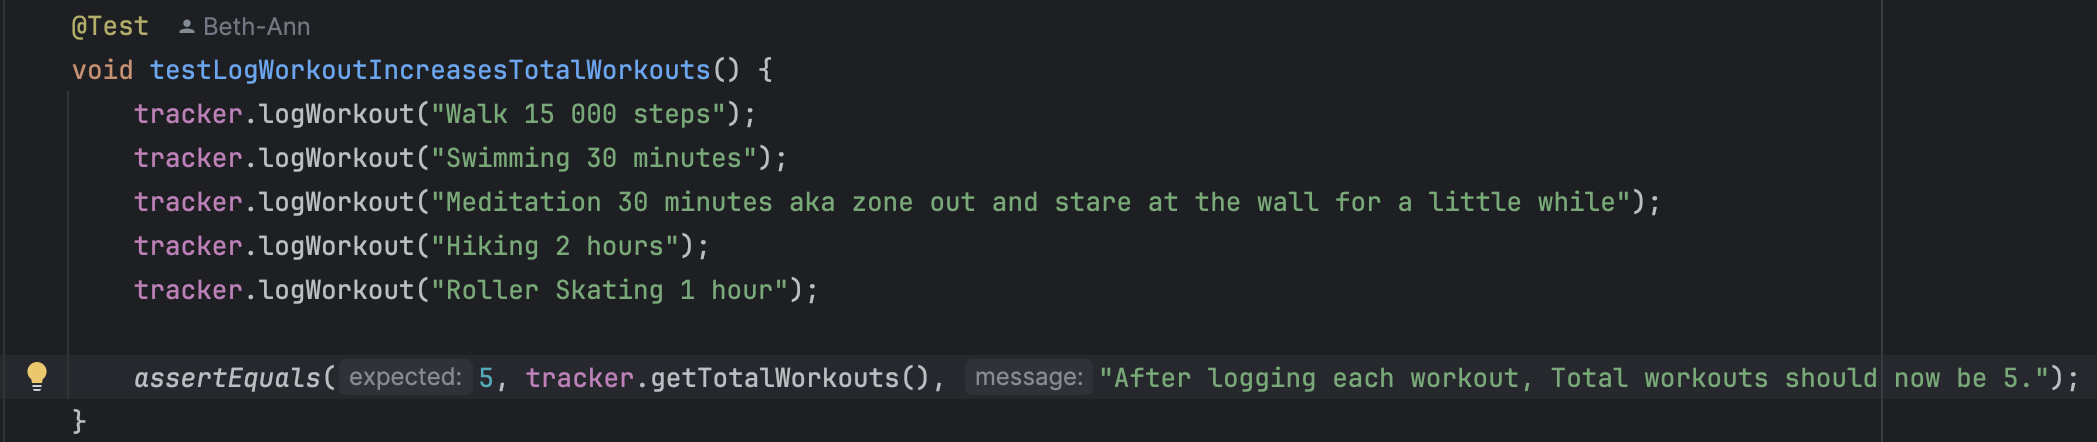 @Test Beth-Ann
void testLogWorkoutIncreasesTotalWorkouts() {
tracker.logWorkout("Walk 15 000 steps");
tracker.logWorkout("Swimming 30 minutes");
tracker.logWorkout("Meditation 30 minutes aka zone out and stare at the wall for a little while");
tracker.logWorkout("Hiking 2 hours");
tracker.logWorkout("Roller Skating 1 hour");
assertEquals( expected: 5, tracker.getTotalWorkouts(), message: "After logging each workout, Total workouts should now be 5.");
}